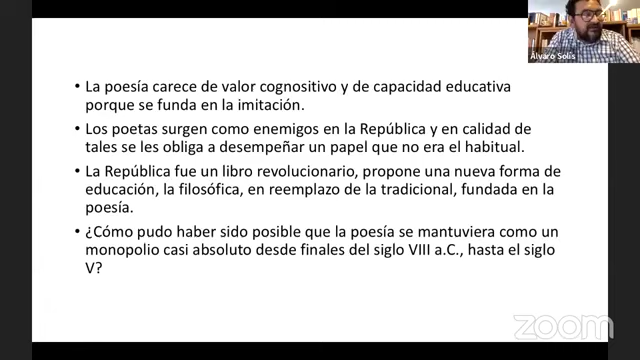 Álvaro Solís
• La poesía carece de valor cognositivo y de capacidad educativa
porque se funda en la imitación.
• Los poetas surgen como enemigos en la República y en calidad de
tales se les obliga a desempeñar un papel que no era el habitual.
• La República fue un libro revolucionario, propone una nueva forma de
educación, la filosófica, en reemplazo de la tradicional, fundada en la
poesía.
• ¿Cómo pudo haber sido posible que la poesía se mantuviera como un
monopolio casi absoluto desde finales del siglo VIII a.C., hasta el siglo
V?
zoom